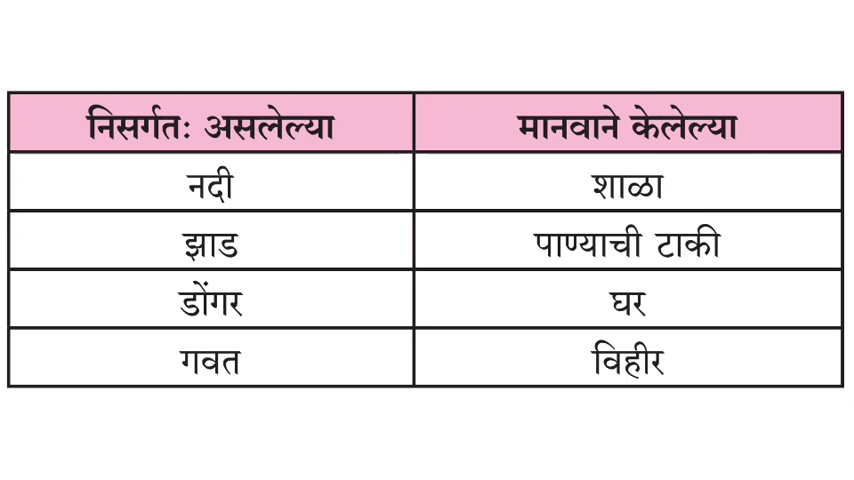 निसर्गतः असलेल्या मानवाने केलेल्या
नदी शाळा
झाड पाण्याची टाकी
डोंगर घर
गवत विहीर